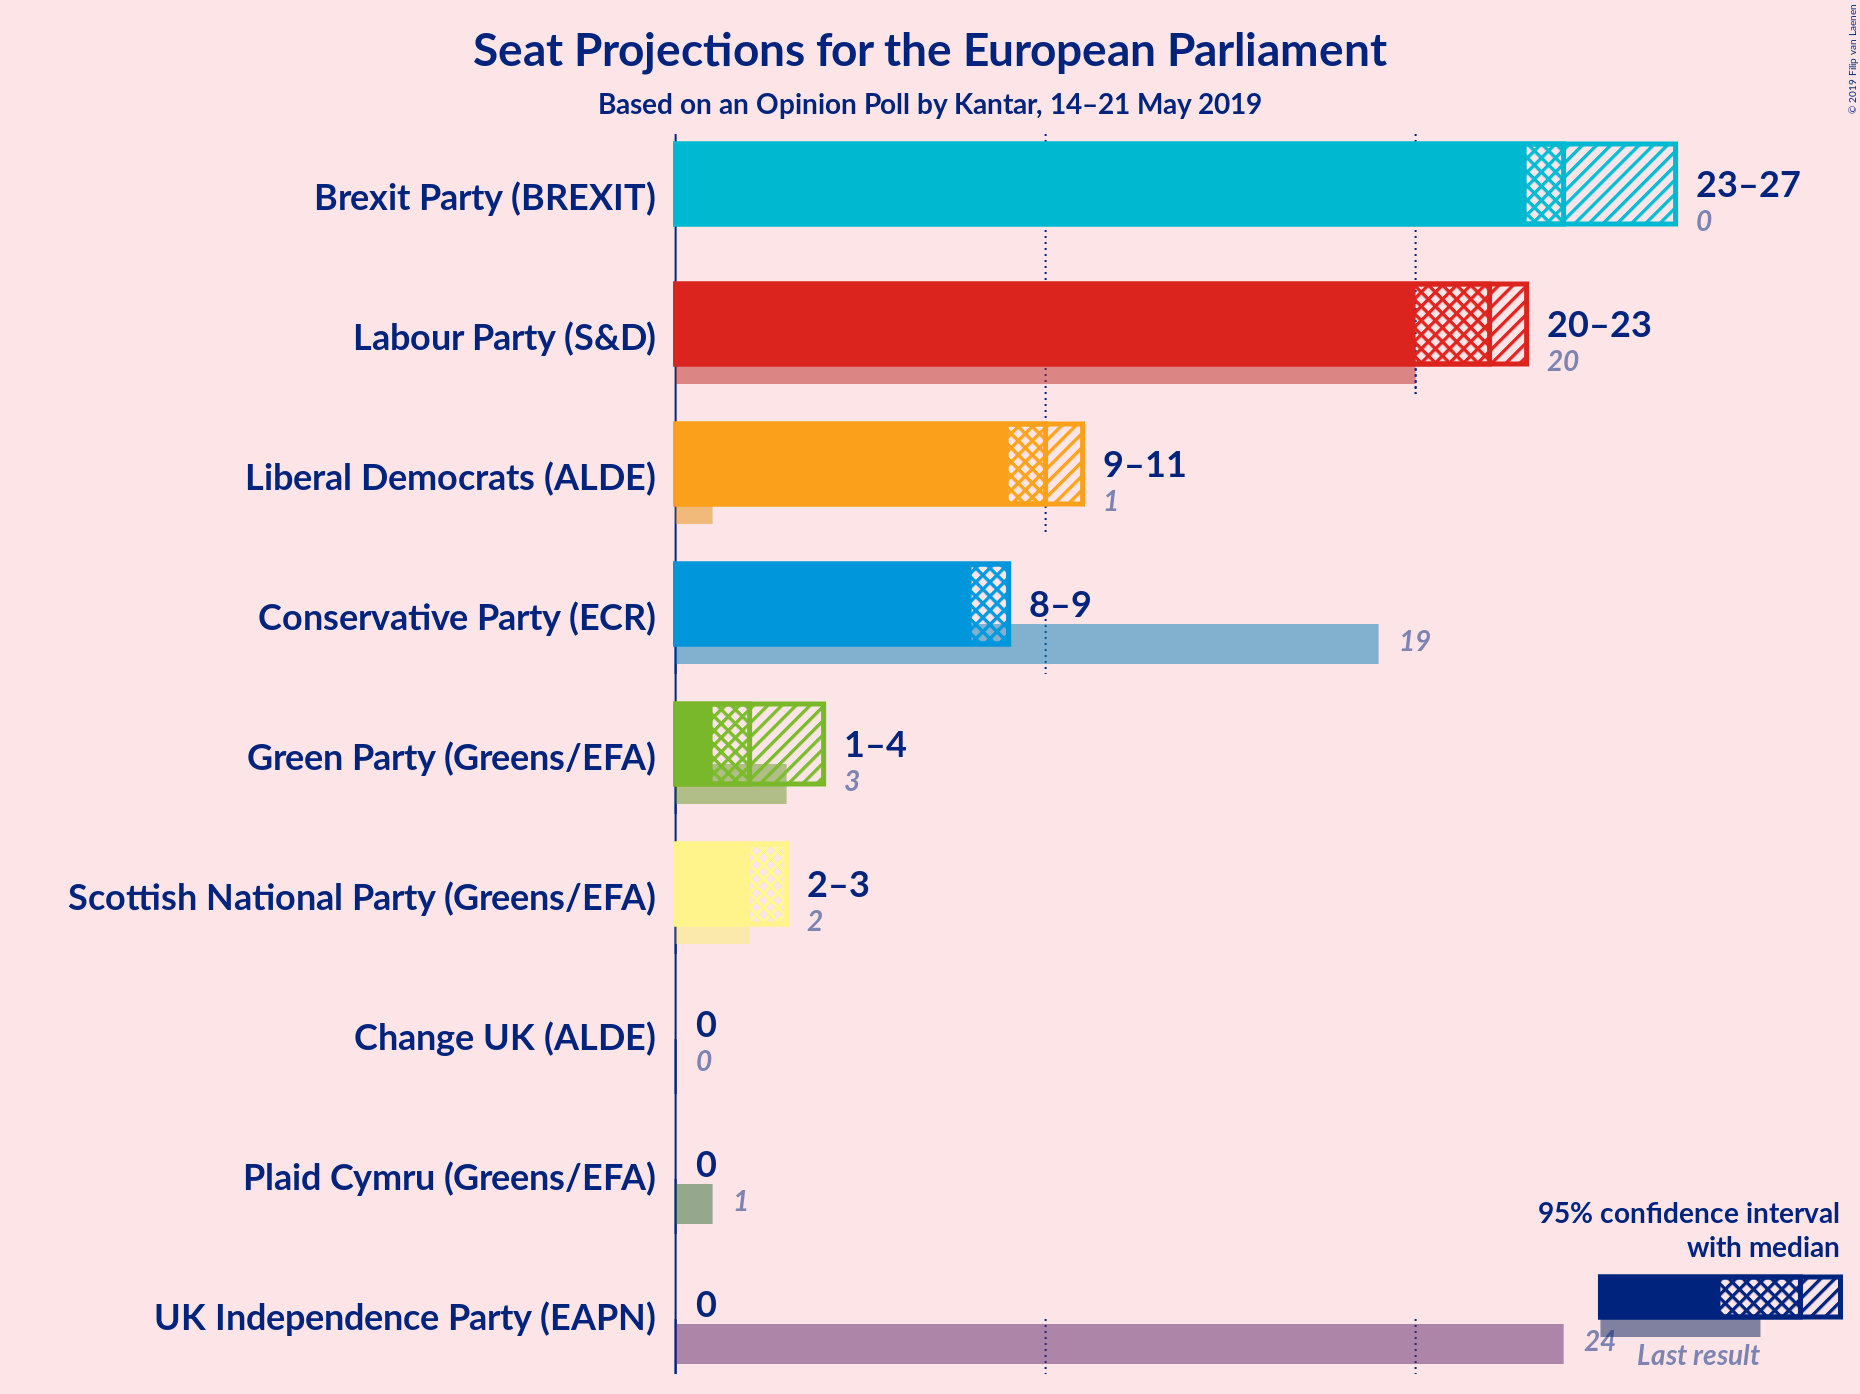 Seat Projections for the European Parliament
Based on an Opinion Poll by Kantar, 14–21 May 2019
© 2019 Filip van Laenen
Brexit Party (BREXIT)
23–27
0
Labour Party (S&D)
20–23
20
Liberal Democrats (ALDE)
9–11
1
Conservative Party (ECR)
8–9
19
Green Party (Greens/EFA)
1–4
3
Scottish National Party (Greens/EFA)
2–3
2
Change UK (ALDE)
0
0
Plaid Cymru (Greens/EFA)
0
1
UK Independence Party (EAPN)
0
24
95% confidence interval
with median
Last result